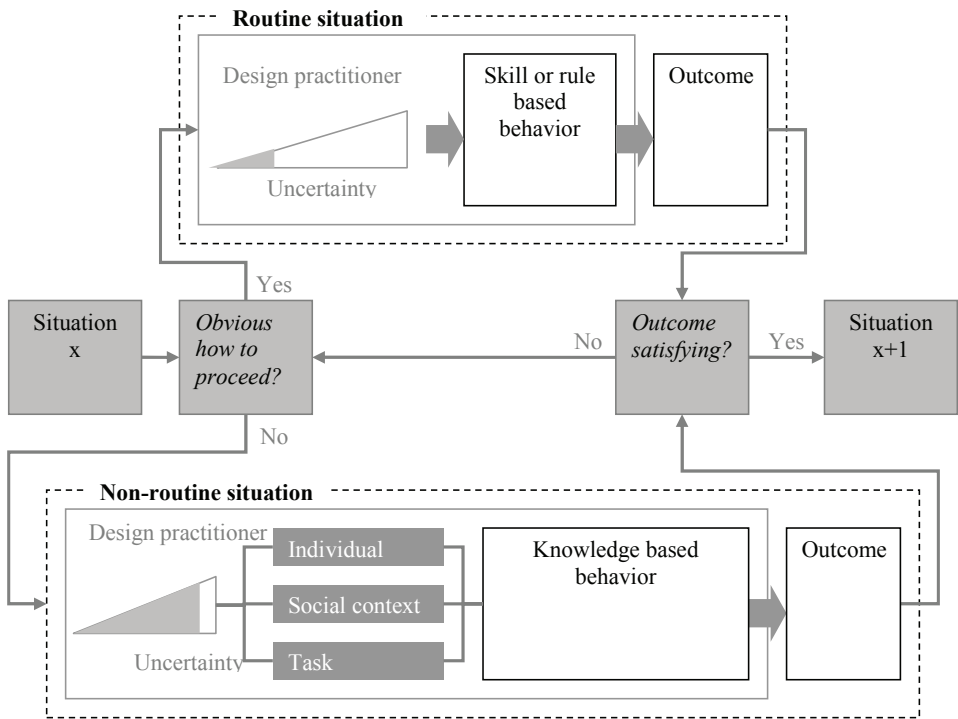 Routine situation
Design practitioner
Uncertainty
Skill or rule
based
behavior
Outcome
Yes
Situation
x
Obvious
how to
proceed?
No
Outcome
satisfying?
Yes
Situation
x+1
No
Non-routine situation
Design practitioner
Uncertainty
Individual
Social context
Task
Knowledge based
behavior
Outcome